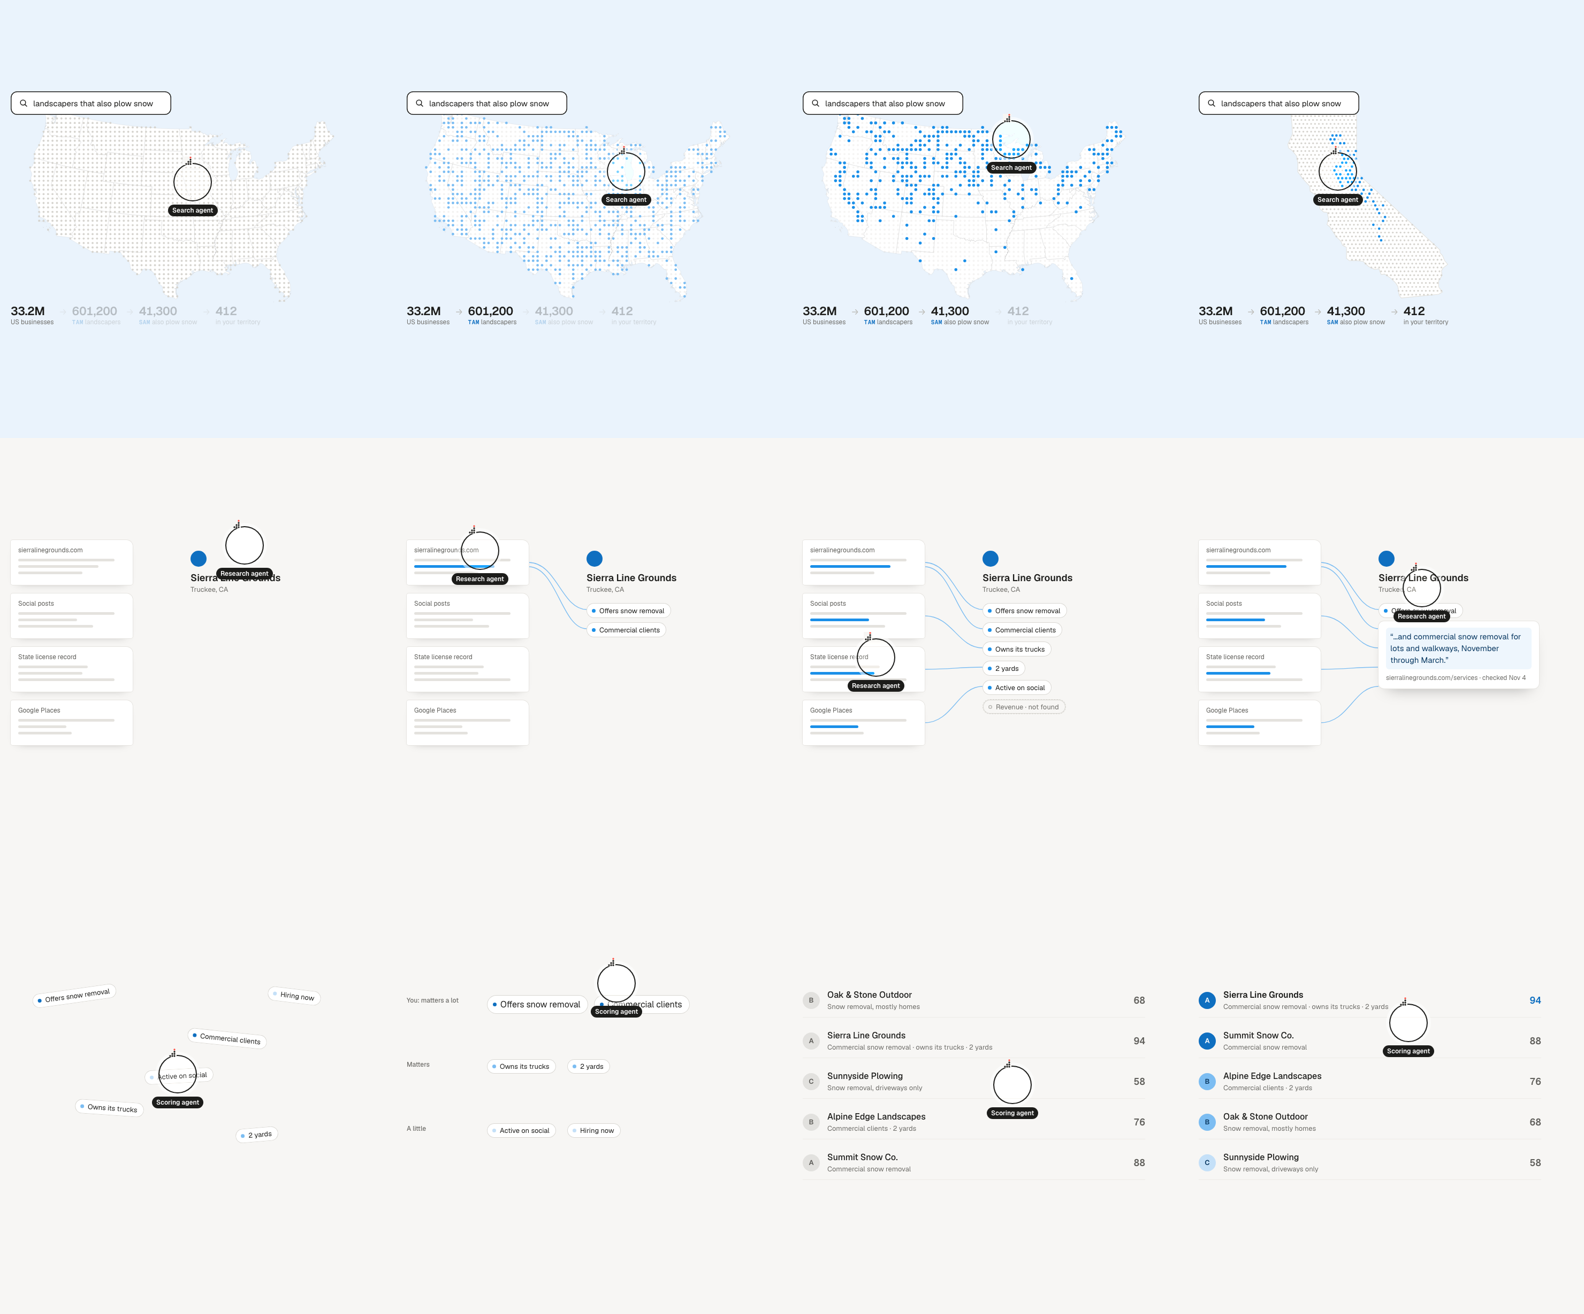 landscapers that also plow snow
Search agent
33.2M → 601,200 → 41,300 → 412
US businesses TAM landscapers SAM also plow snow in your territory
landscapers that also plow snow
Search agent
33.2M → 601,200 → 41,300 → 412
US businesses TAM landscapers SAM also plow snow in your territory
landscapers that also plow snow
Search agent
33.2M → 601,200 → 41,300 → 412
US businesses TAM landscapers SAM also plow snow in your territory
landscapers that also plow snow
Search agent
33.2M → 601,200 → 41,300 → 412
US businesses TAM landscapers SAM also plow snow in your territory
sierralinegrounds.com
Social posts
State license record
Google Places
Research agent
Sierra Line Grounds
Truckee, CA
sierralinegrounds.com
Research agent
Social posts
State license record
Google Places
Sierra Line Grounds
Truckee, CA
Offers snow removal
Commercial clients
sierralinegrounds.com
Social posts
State license record
Research agent
Google Places
Sierra Line Grounds
Truckee, CA
Offers snow removal
Commercial clients
Owns its trucks
2 yards
Active on social
Revenue · not found
sierralinegrounds.com
Social posts
State license record
Google Places
Sierra Line Grounds
Truckee, CA
Research agent
“…and commercial snow removal for
lots and walkways, November
through March.”
sierralinegrounds.com/services · checked Nov 4
Offers snow removal
Hiring now
Commercial clients
Active on social
Scoring agent
Owns its trucks
2 yards
You: matters a lot
Offers snow removal
Commercial clients
Scoring agent
Matters
Owns its trucks
2 yards
A little
Active on social
Hiring now
B Oak & Stone Outdoor 68
Snow removal, mostly homes
A Sierra Line Grounds 94
Commercial snow removal · owns its trucks · 2 yards
C Sunnyside Plowing 58
Snow removal, driveways only
Scoring agent
B Alpine Edge Landscapes 76
Commercial clients · 2 yards
A Summit Snow Co. 88
Commercial snow removal
A Sierra Line Grounds 94
Commercial snow removal · owns its trucks · 2 yards
A Summit Snow Co. 88
Commercial snow removal
Scoring agent
B Alpine Edge Landscapes 76
Commercial clients · 2 yards
B Oak & Stone Outdoor 68
Snow removal, mostly homes
C Sunnyside Plowing 58
Snow removal, driveways only